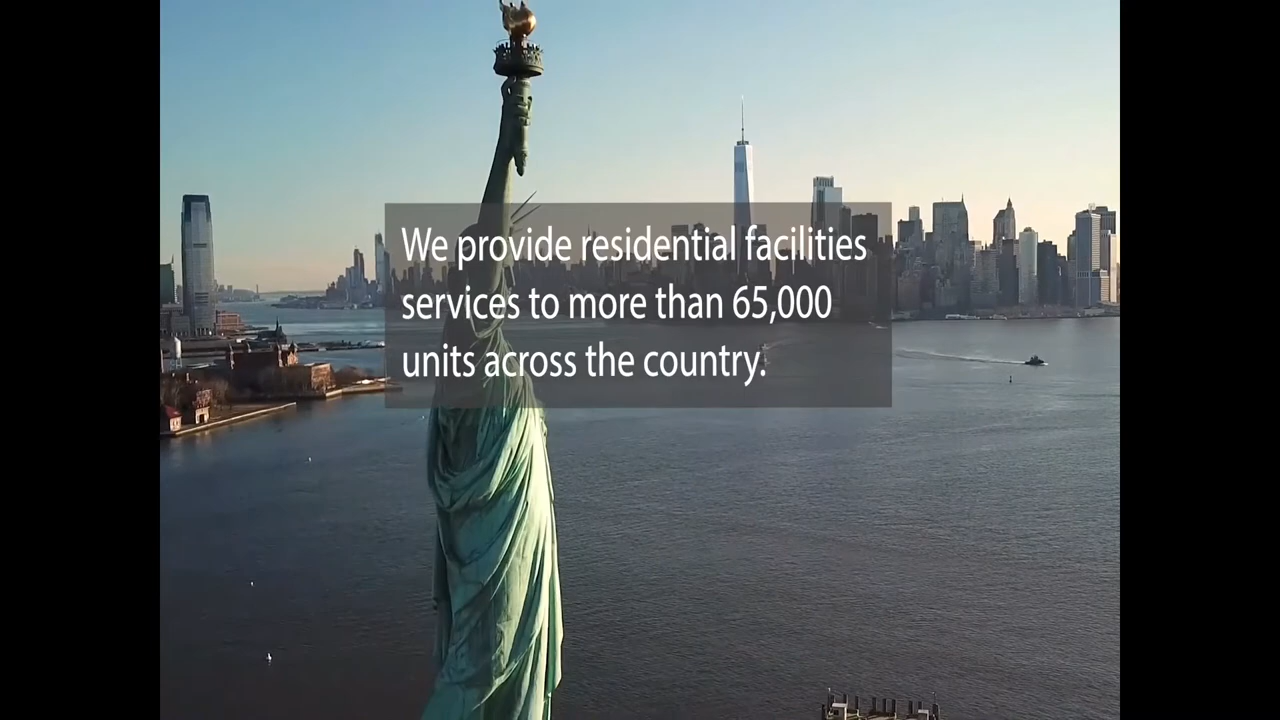 We provide residential facilities
services to more than 65,000
units across the country.